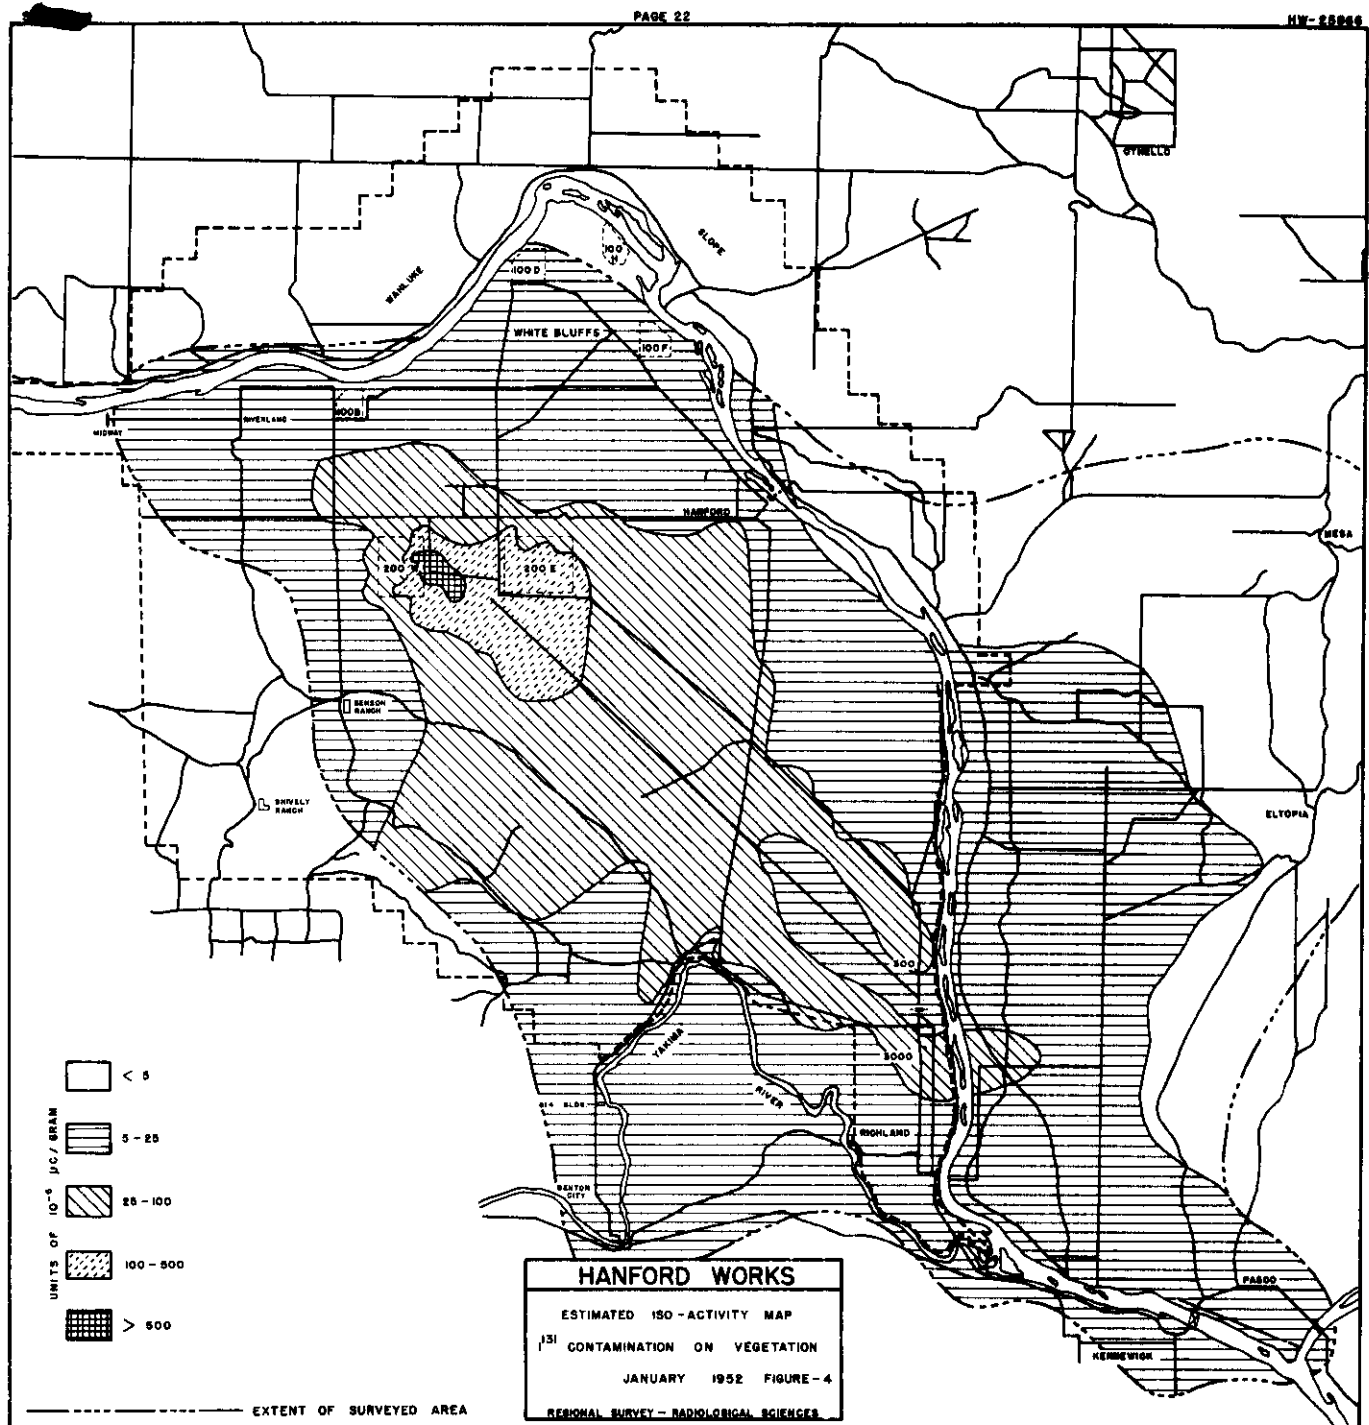 PAGE 22
HW-25866
OTHELLO
SLOPE
WAHLUKE
100 H
100 D
WHITE BLUFFS
100 F
100 B
RIVERLAND
MIDWAY
HANFORD
MESA
200 W
200 E
BENSON RANCH
SNIVELY RANCH
ELTOPIA
300
3000
YAKIMA
RIVER
RICHLAND
BENTON CITY
PASCO
KENNEWICK
UNITS OF 10⁻⁶ µC/GRAM
< 5
5 - 25
25 - 100
100 - 500
> 500
EXTENT OF SURVEYED AREA
HANFORD WORKS
ESTIMATED ISO-ACTIVITY MAP
I¹³¹ CONTAMINATION ON VEGETATION
JANUARY 1952 FIGURE-4
REGIONAL SURVEY - RADIOLOGICAL SCIENCES